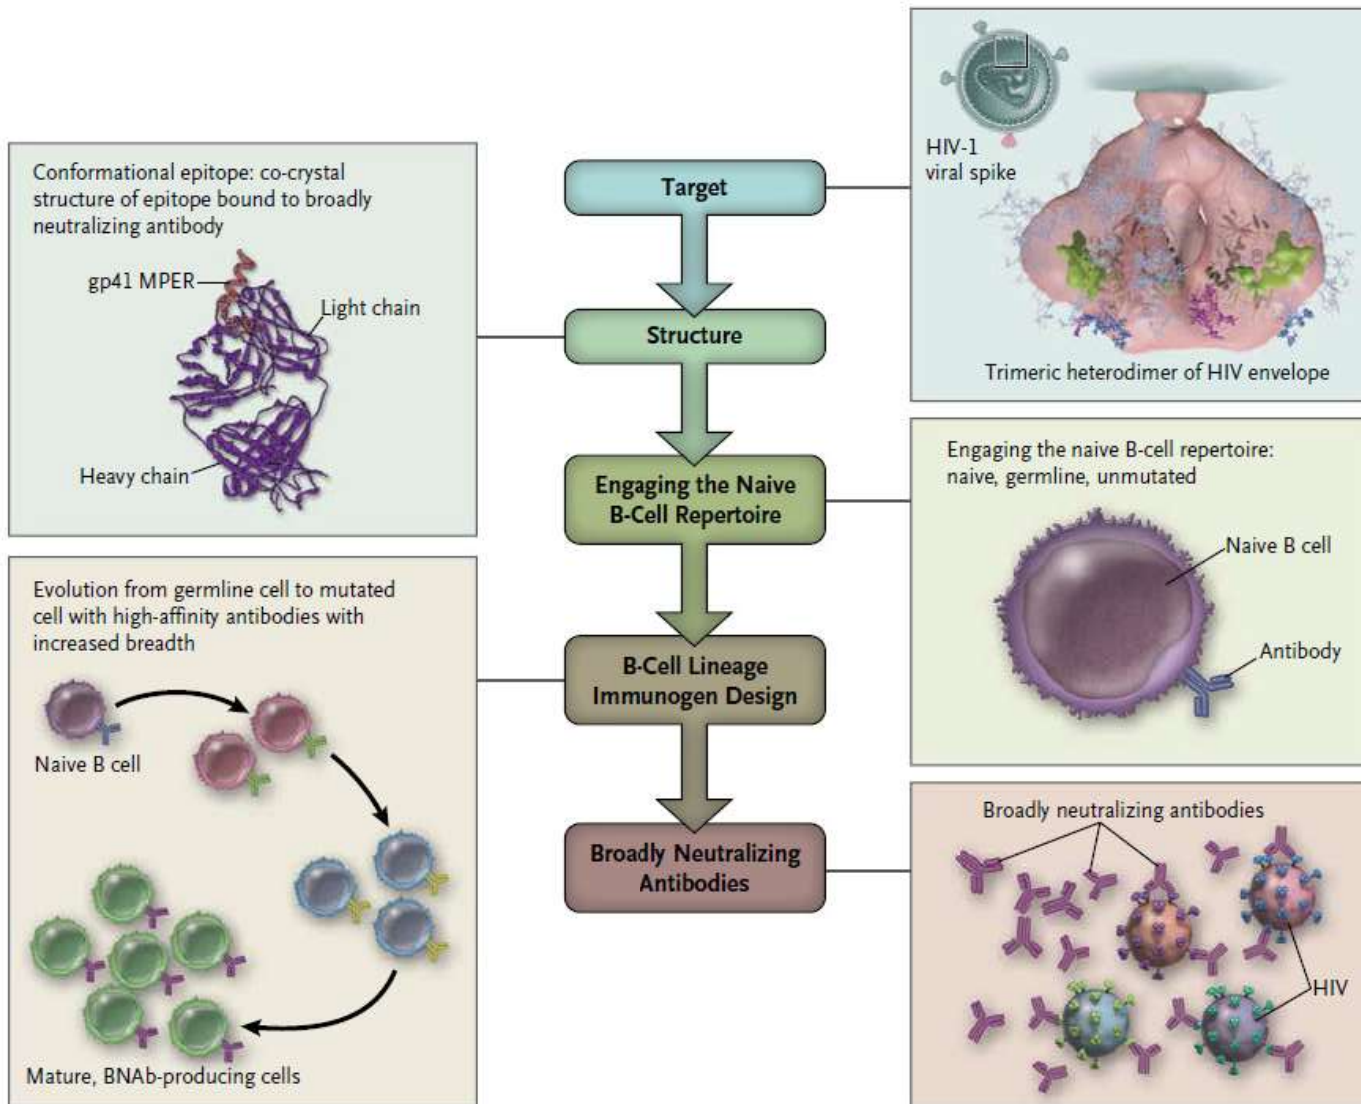 Target
Structure
Engaging the Naive
B-Cell Repertoire
B-Cell Lineage
Immunogen Design
Broadly Neutralizing
Antibodies
HIV-1
viral spike
Trimeric heterodimer of HIV envelope
Conformational epitope: co-crystal
structure of epitope bound to broadly
neutralizing antibody
gp41 MPER
Light chain
Heavy chain
Engaging the naive B-cell repertoire:
naive, germline, unmutated
Naive B cell
Antibody
Evolution from germline cell to mutated
cell with high-affinity antibodies with
increased breadth
Naive B cell
Mature, BNAb-producing cells
Broadly neutralizing antibodies
HIV